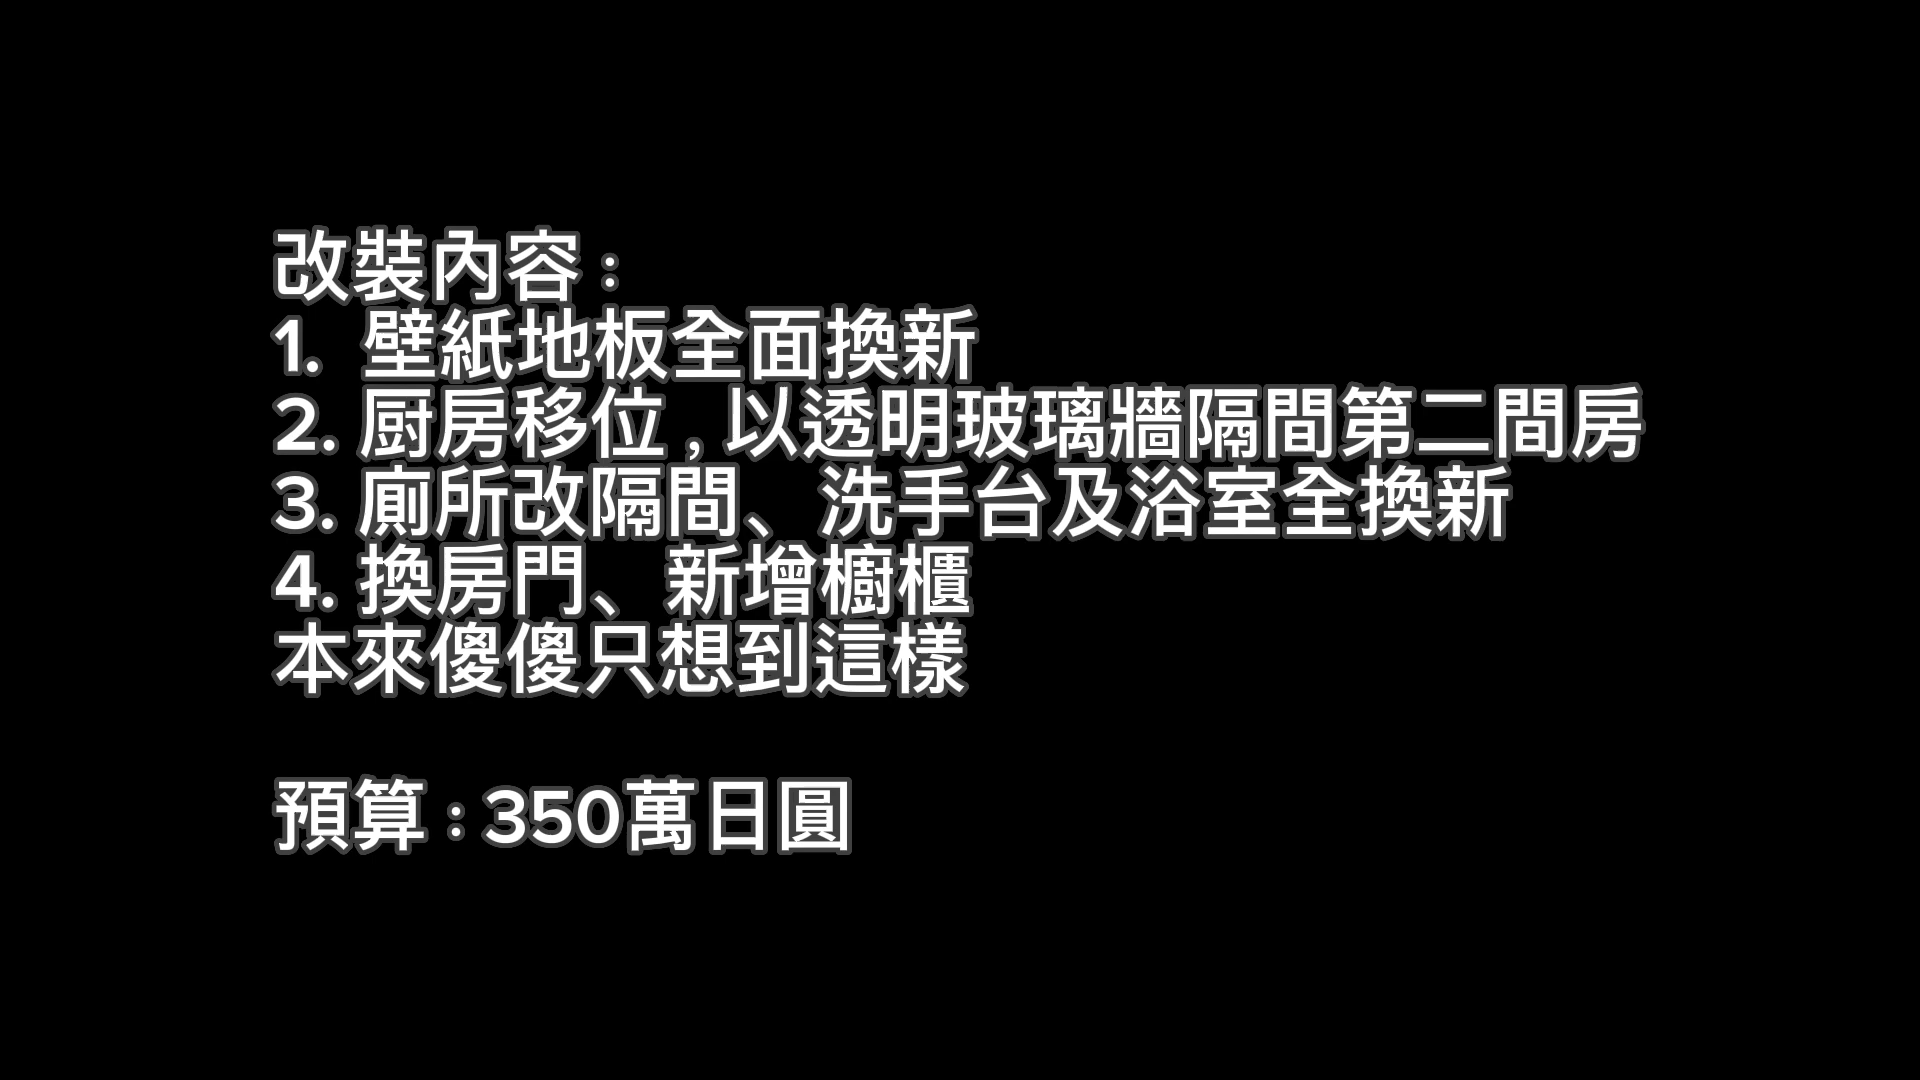 改裝內容：
1. 壁紙地板全面換新
2. 厨房移位，以透明玻璃牆隔間第二間房
3. 廁所改隔間、洗手台及浴室全換新
4. 換房門、新增櫥櫃
本來傻傻只想到這樣
預算：350萬日圓